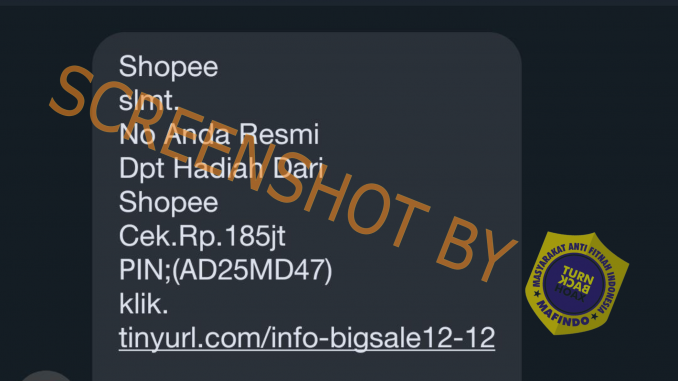 Shopee
slmt.
No Anda Resmi
Dpt Hadiah Dari
Shopee
Cek.Rp.185jt
PIN;(AD25MD47)
klik.
tinyurl.com/info-bigsale12-12
SCREENSHOT BY
MASYARAKAT ANTI FITNAH INDONESIA
TURN
BACK
HOAX
MAFINDO